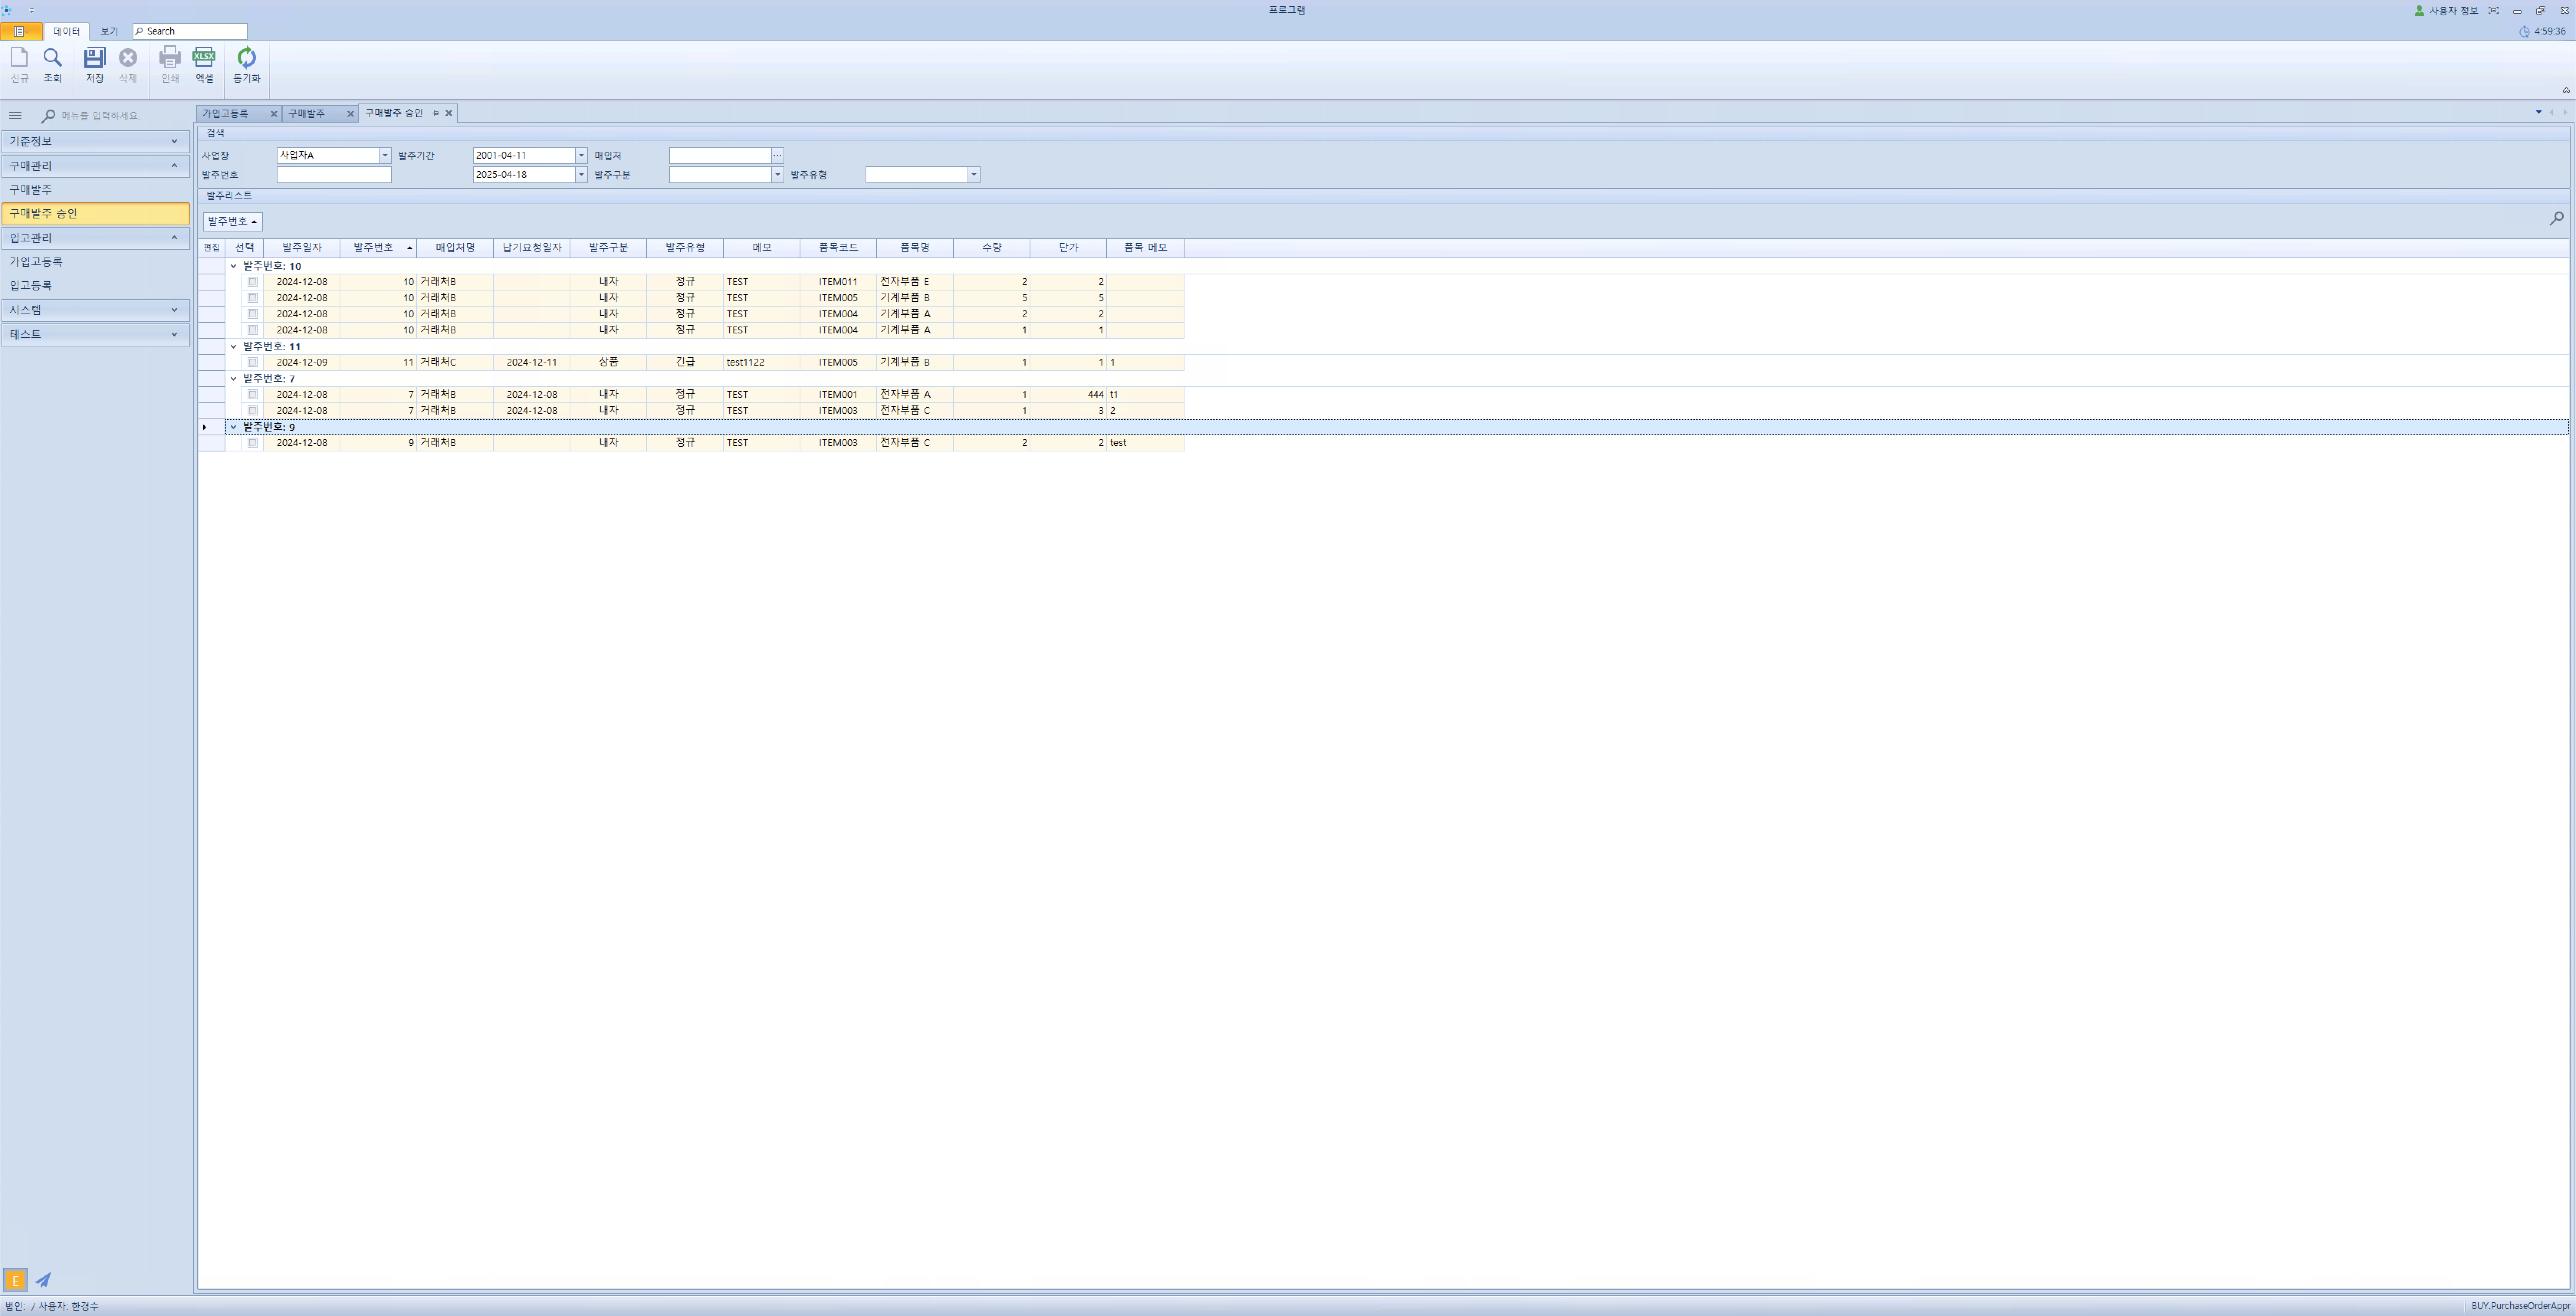 프로그램
사용자 정보
데이터 보기 Search
4:59:36
신규 조회 저장 삭제 인쇄 XLSX 엑셀 동기화
메뉴를 입력하세요.
기준정보
구매관리
구매발주
구매발주 승인
입고관리
가입고등록
입고등록
시스템
테스트
가입고등록 구매발주 구매발주 승인
검색
사업장 사업자A 발주기간 2001-04-11 매입처
발주번호 2025-04-18 발주구분 발주유형
발주리스트
발주번호
편집 선택 발주일자 발주번호 매입처명 납기요청일자 발주구분 발주유형 메모 품목코드 품목명 수량 단가 품목 메모
발주번호: 10
2024-12-08 10 거래처B 내자 정규 TEST ITEM011 전자부품 E 2 2
2024-12-08 10 거래처B 내자 정규 TEST ITEM005 기계부품 B 5 5
2024-12-08 10 거래처B 내자 정규 TEST ITEM004 기계부품 A 2 2
2024-12-08 10 거래처B 내자 정규 TEST ITEM004 기계부품 A 1 1
발주번호: 11
2024-12-09 11 거래처C 2024-12-11 상품 긴급 test1122 ITEM005 기계부품 B 1 1 1
발주번호: 7
2024-12-08 7 거래처B 2024-12-08 내자 정규 TEST ITEM001 전자부품 A 1 444 t1
2024-12-08 7 거래처B 2024-12-08 내자 정규 TEST ITEM003 전자부품 C 1 3 2
발주번호: 9
2024-12-08 9 거래처B 내자 정규 TEST ITEM003 전자부품 C 2 2 test
E
법인: / 사용자: 한경수
BUY.PurchaseOrderAppr